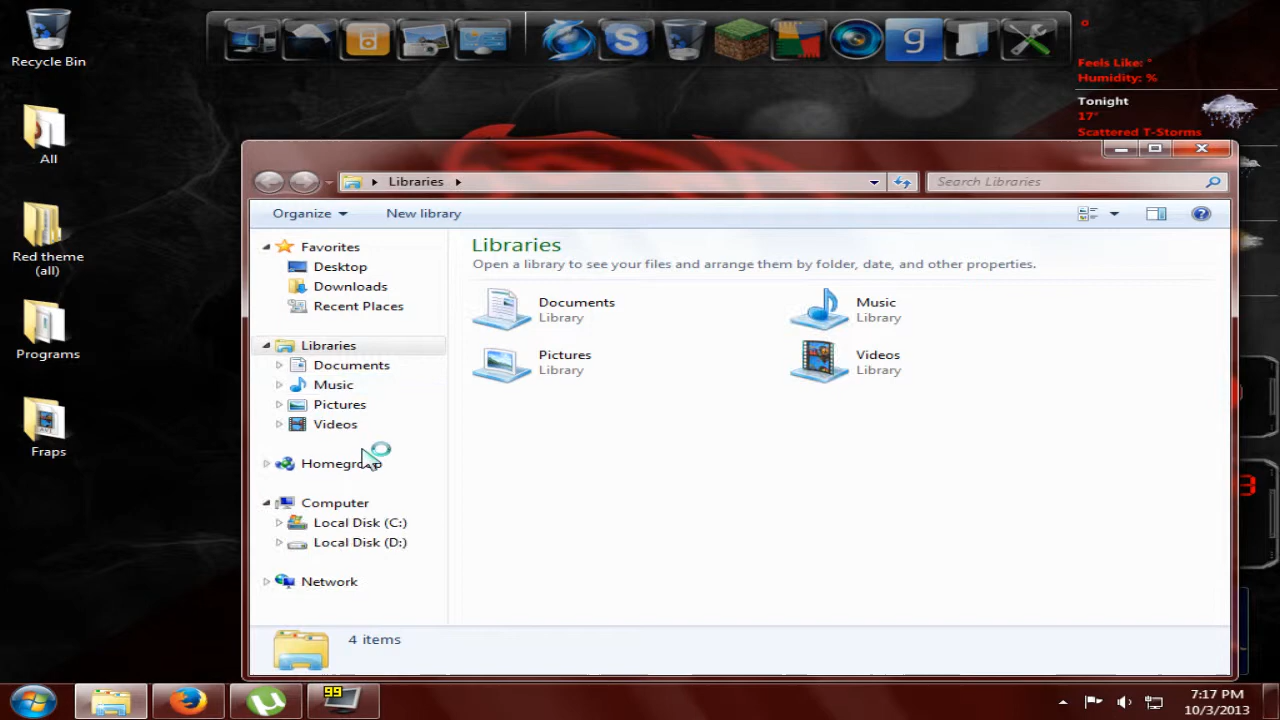 Recycle Bin
All
Red theme
(all)
Programs
Fraps
S
g
Feels Like: °
Humidity: %
Tonight
17°
Scattered T-Storms
Libraries
Search Libraries
Organize
New library
Favorites
Desktop
Downloads
Recent Places
Libraries
Documents
Music
Pictures
Videos
Homegroup
Computer
Local Disk (C:)
Local Disk (D:)
Network
Libraries
Open a library to see your files and arrange them by folder, date, and other properties.
Documents
Library
Music
Library
Pictures
Library
Videos
Library
4 items
99
3
7:17 PM
10/3/2013